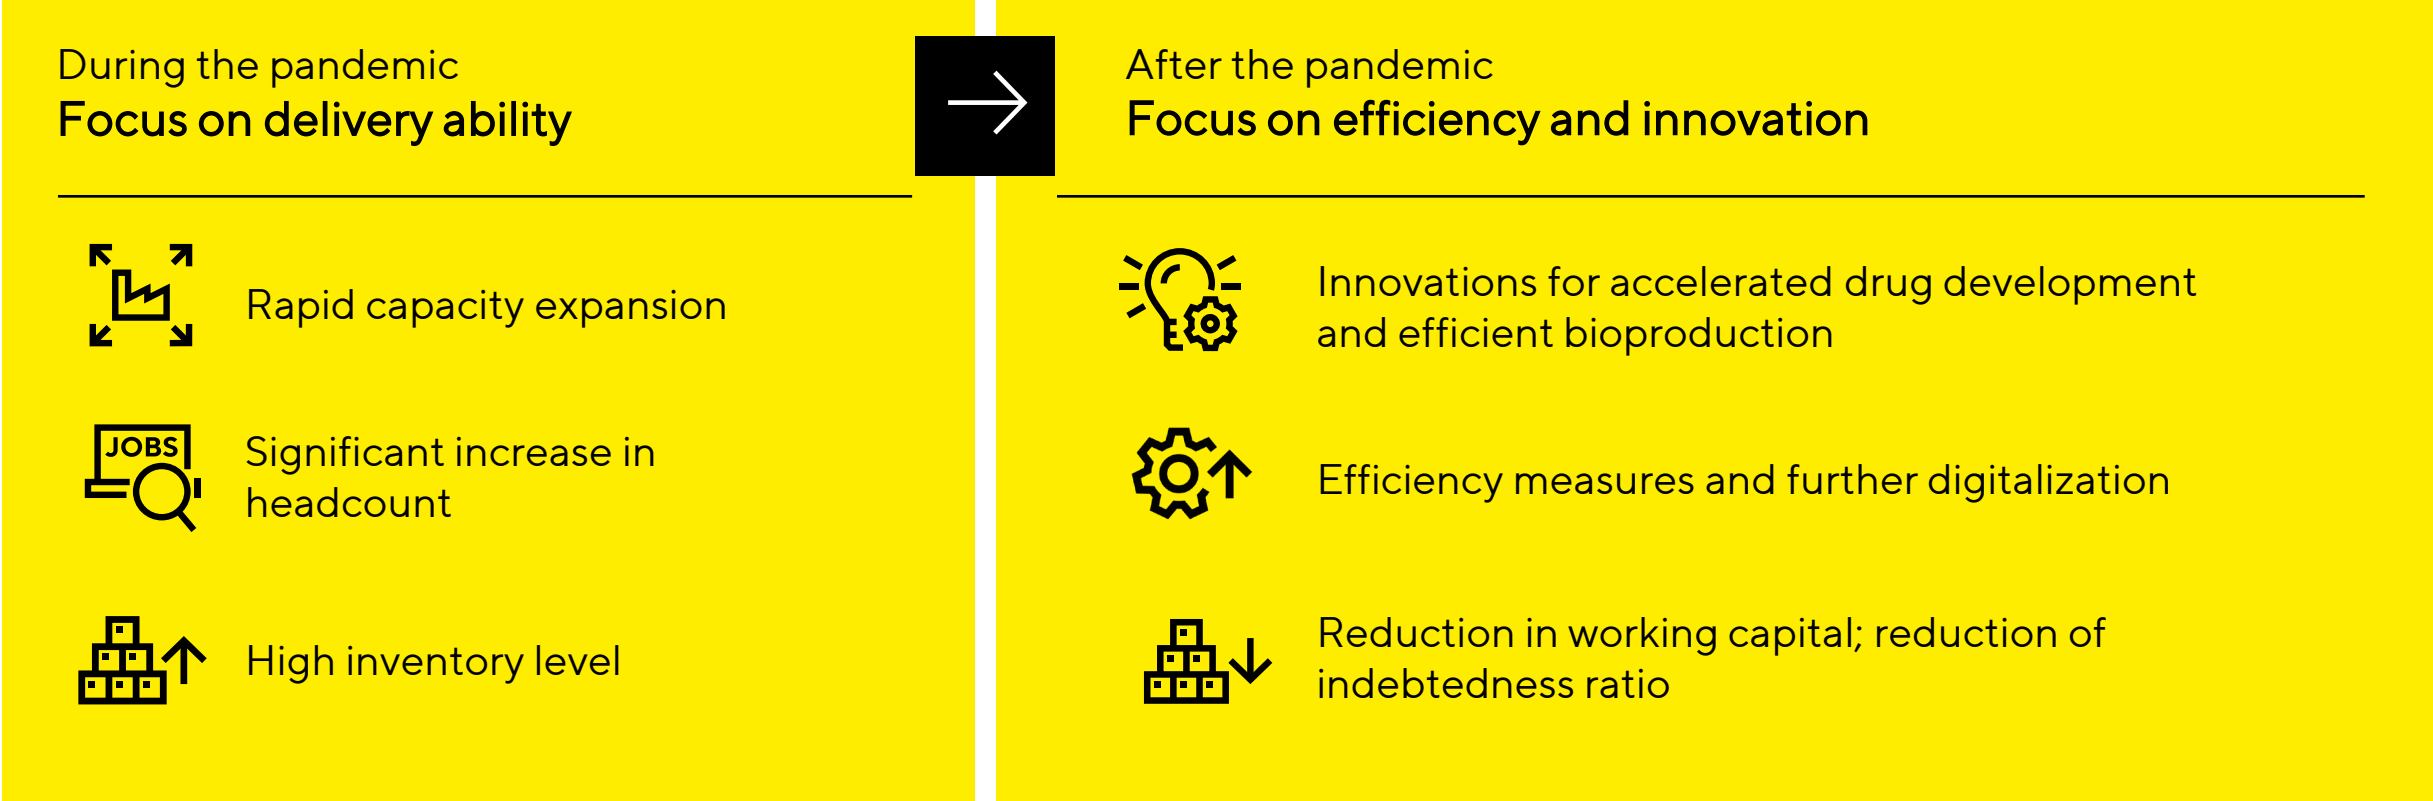 During the pandemic
Focus on delivery ability
Rapid capacity expansion
JOBS
Significant increase in
headcount
High inventory level
After the pandemic
Focus on efficiency and innovation
Innovations for accelerated drug development
and efficient bioproduction
Efficiency measures and further digitalization
Reduction in working capital; reduction of
indebtedness ratio